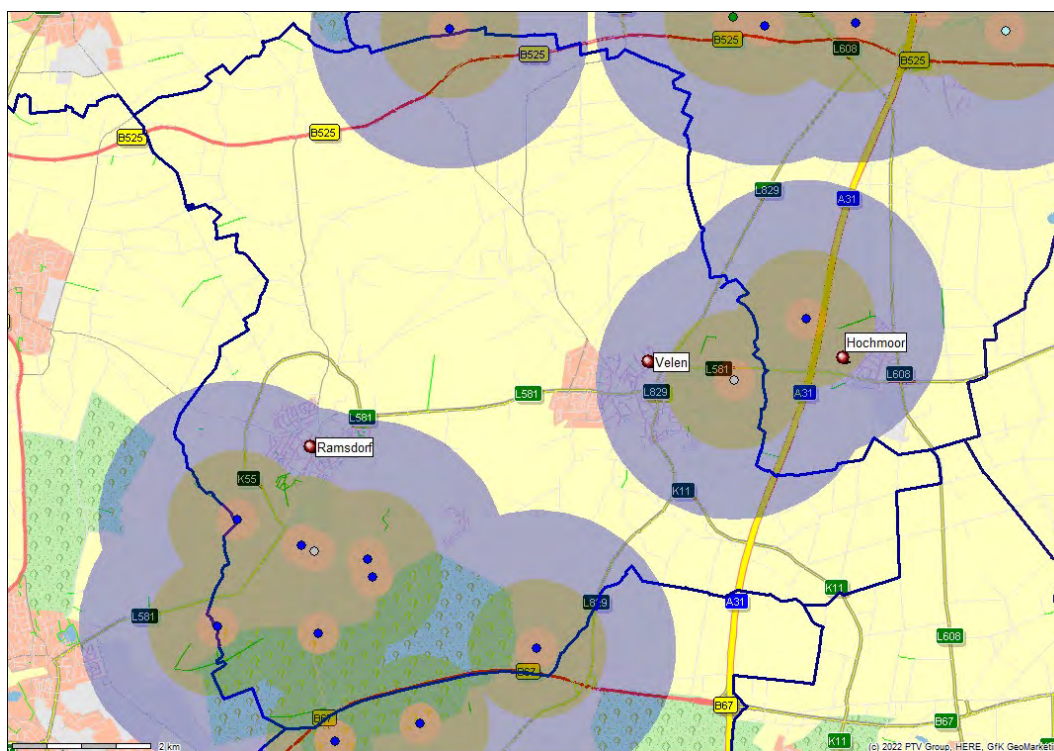 B525
L608
B525
B525
B525
B525
L829
A31
Hochmoor
Velen
L581
L608
L581
L829
A31
L581
Ramsdorf
K55
K11
K11
L829
A31
L581
L608
B67
B67
B67
B67
K11
2 km
(c) 2022 PTV Group, HERE, GfK GeoMarketing